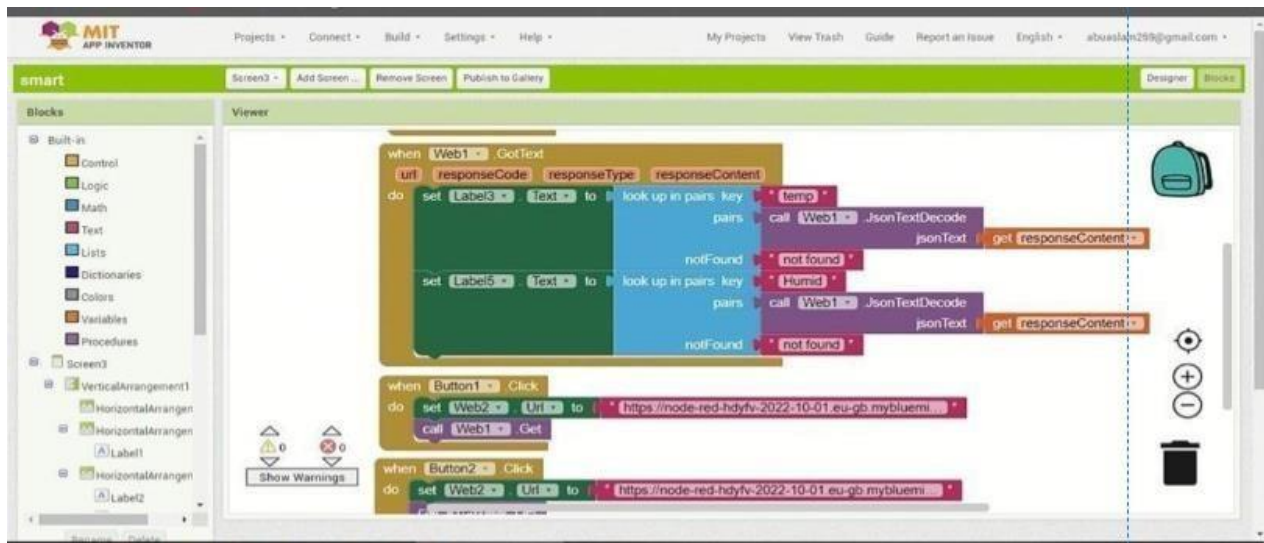 MIT
APP INVENTOR
Projects Connect Build Settings Help My Projects View Trash Guide Report an Issue English abuaslam269@gmail.com
smart
Screen3 Add Screen ... Remove Screen Publish to Gallery Designer Blocks
Blocks
Viewer
Built-in
Control
Logic
Math
Text
Lists
Dictionaries
Colors
Variables
Procedures
Screen3
VerticalArrangement1
HorizontalArrangen
HorizontalArrangen
Label1
HorizontalArrangen
Label2
Rename Delete
when Web1 .GotText
url responseCode responseType responseContent
do set Label3 . Text to look up in pairs key " temp "
pairs call Web1 .JsonTextDecode
jsonText get responseContent
notFound " not found "
set Label5 . Text to look up in pairs key " Humid "
pairs call Web1 .JsonTextDecode
jsonText get responseContent
notFound " not found "
when Button1 .Click
do set Web2 . Url to " https://node-red-hdyfv-2022-10-01.eu-gb.mybluemi... "
call Web1 .Get
when Button2 .Click
do set Web2 . Url to " https://node-red-hdyfv-2022-10-01.eu-gb.mybluemi... "
0 0
Show Warnings